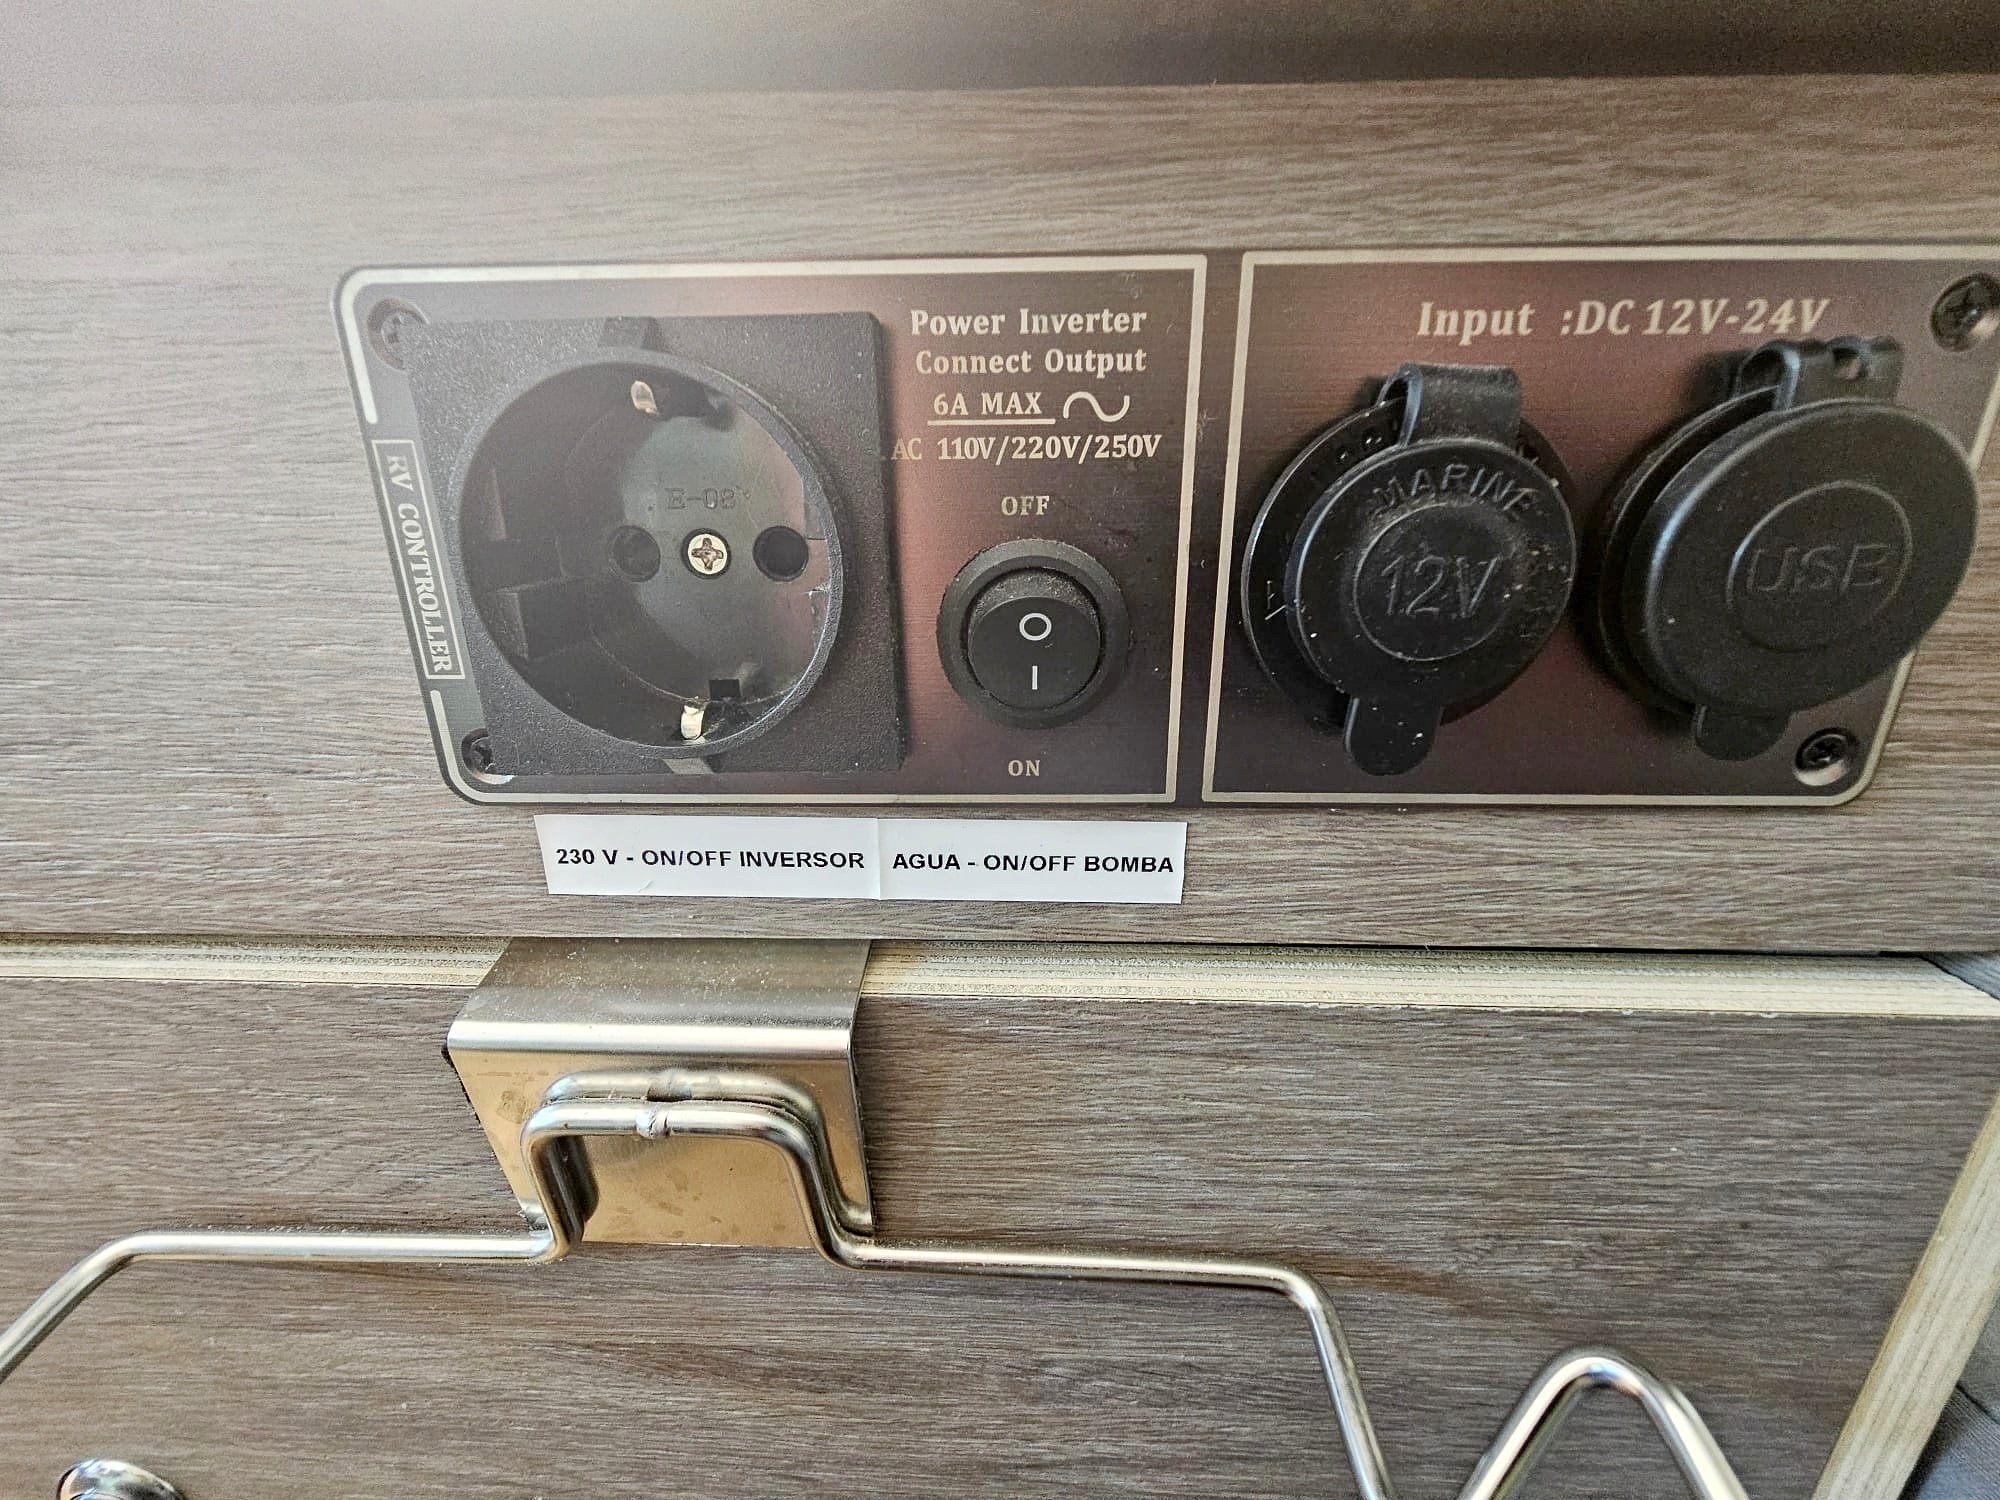 Power Inverter
Connect Output
6A MAX
AC 110V/220V/250V
OFF
O
I
ON
RV CONTROLLER
E-08
Input :DC 12V-24V
MARINE
12V
USB
230 V - ON/OFF INVERSOR
AGUA - ON/OFF BOMBA